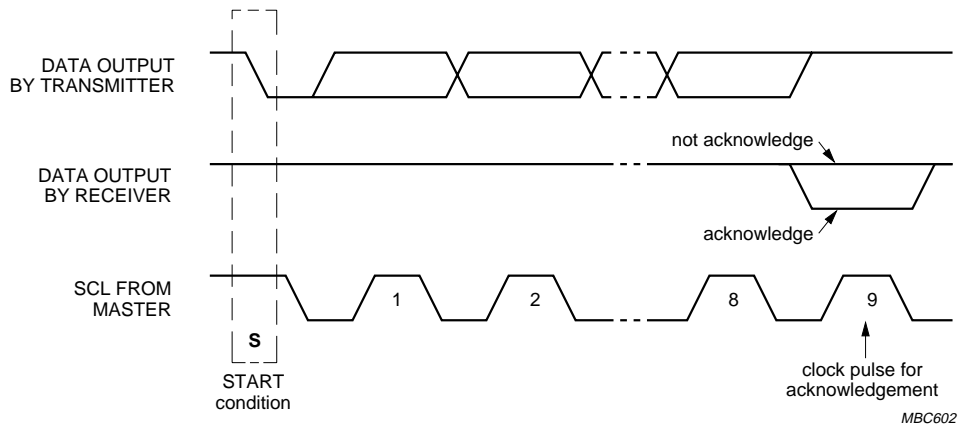 DATA OUTPUT
BY TRANSMITTER
not acknowledge
DATA OUTPUT
BY RECEIVER
acknowledge
SCL FROM
MASTER
1
2
8
9
S
START
condition
clock pulse for
acknowledgement
MBC602